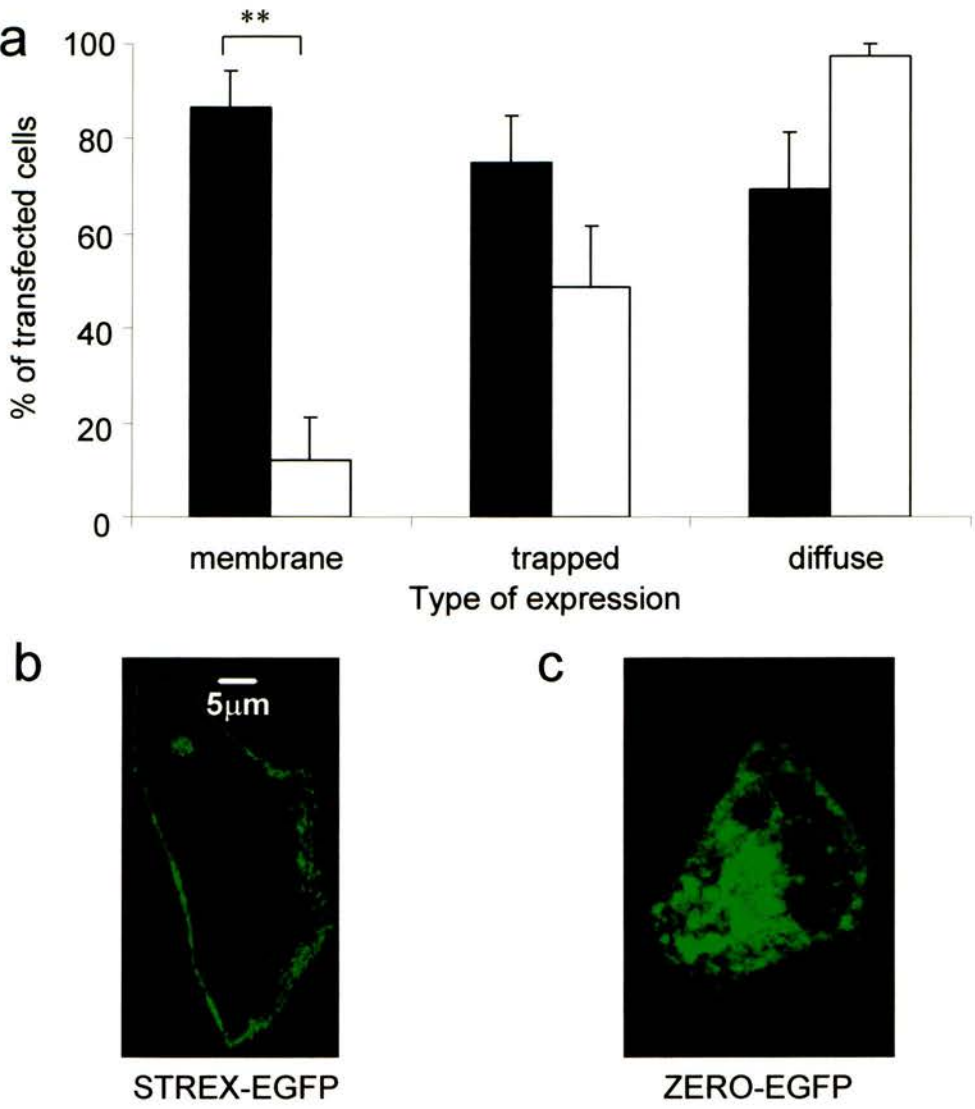 a
**
100
80
60
40
20
0
% of transfected cells
membrane trapped diffuse
Type of expression
b
c
5μm
STREX-EGFP
ZERO-EGFP